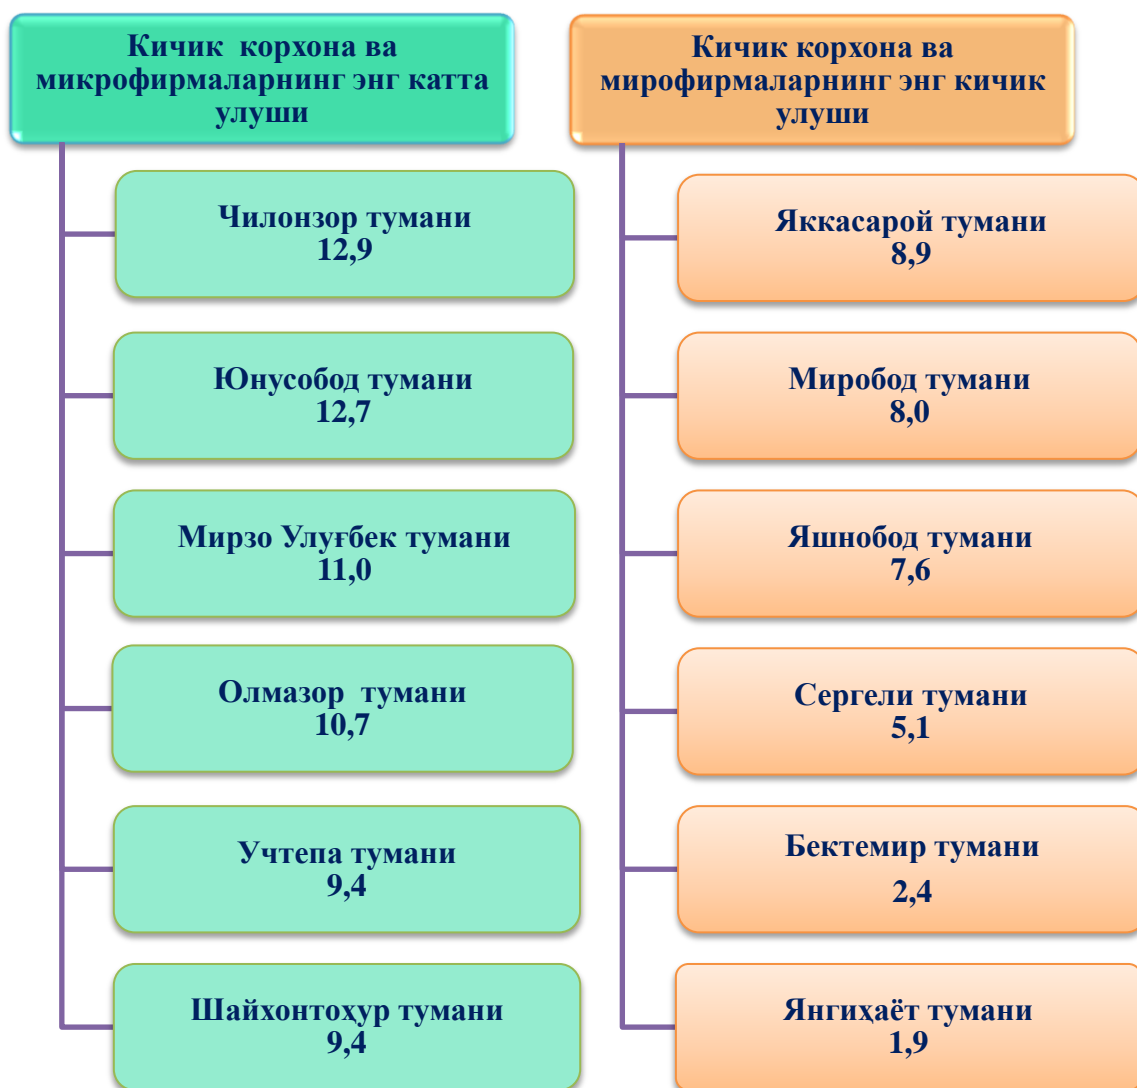 Кичик корхона ва
микрофирмаларнинг энг катта
улуши
Чилонзор тумани
12,9
Юнусобод тумани
12,7
Мирзо Улуғбек тумани
11,0
Олмазор тумани
10,7
Учтепа тумани
9,4
Шайхонтоҳур тумани
9,4
Кичик корхона ва
мирофирмаларнинг энг кичик
улуши
Яккасарой тумани
8,9
Миробод тумани
8,0
Яшнобод тумани
7,6
Сергели тумани
5,1
Бектемир тумани
2,4
Янгиҳаёт тумани
1,9